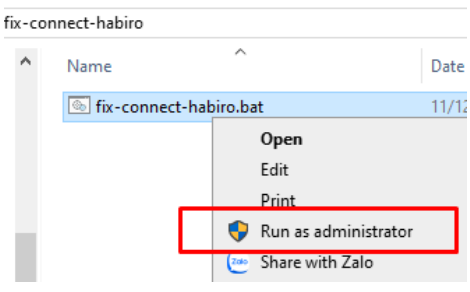 fix-connect-habiro
Name
Date
fix-connect-habiro.bat
11/12
Open
Edit
Print
Run as administrator
Zalo
Share with Zalo